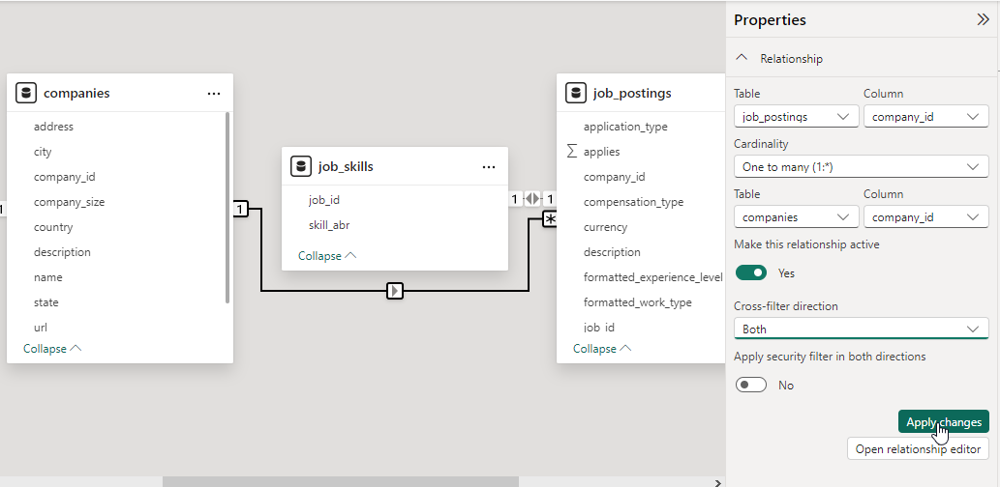 companies
...
address
city
company_id
company_size
country
description
name
state
url
Collapse
1
1
job_skills
...
job_id
skill_abr
Collapse
1
1
*
job_postings
application_type
∑ applies
company_id
compensation_type
currency
description
formatted_experience_level
formatted_work_type
job_id
Collapse
Properties
Relationship
Table Column
job_postings company_id
Cardinality
One to many (1:*)
Table Column
companies company_id
Make this relationship active
Yes
Cross-filter direction
Both
Apply security filter in both directions
No
Apply changes
Open relationship editor